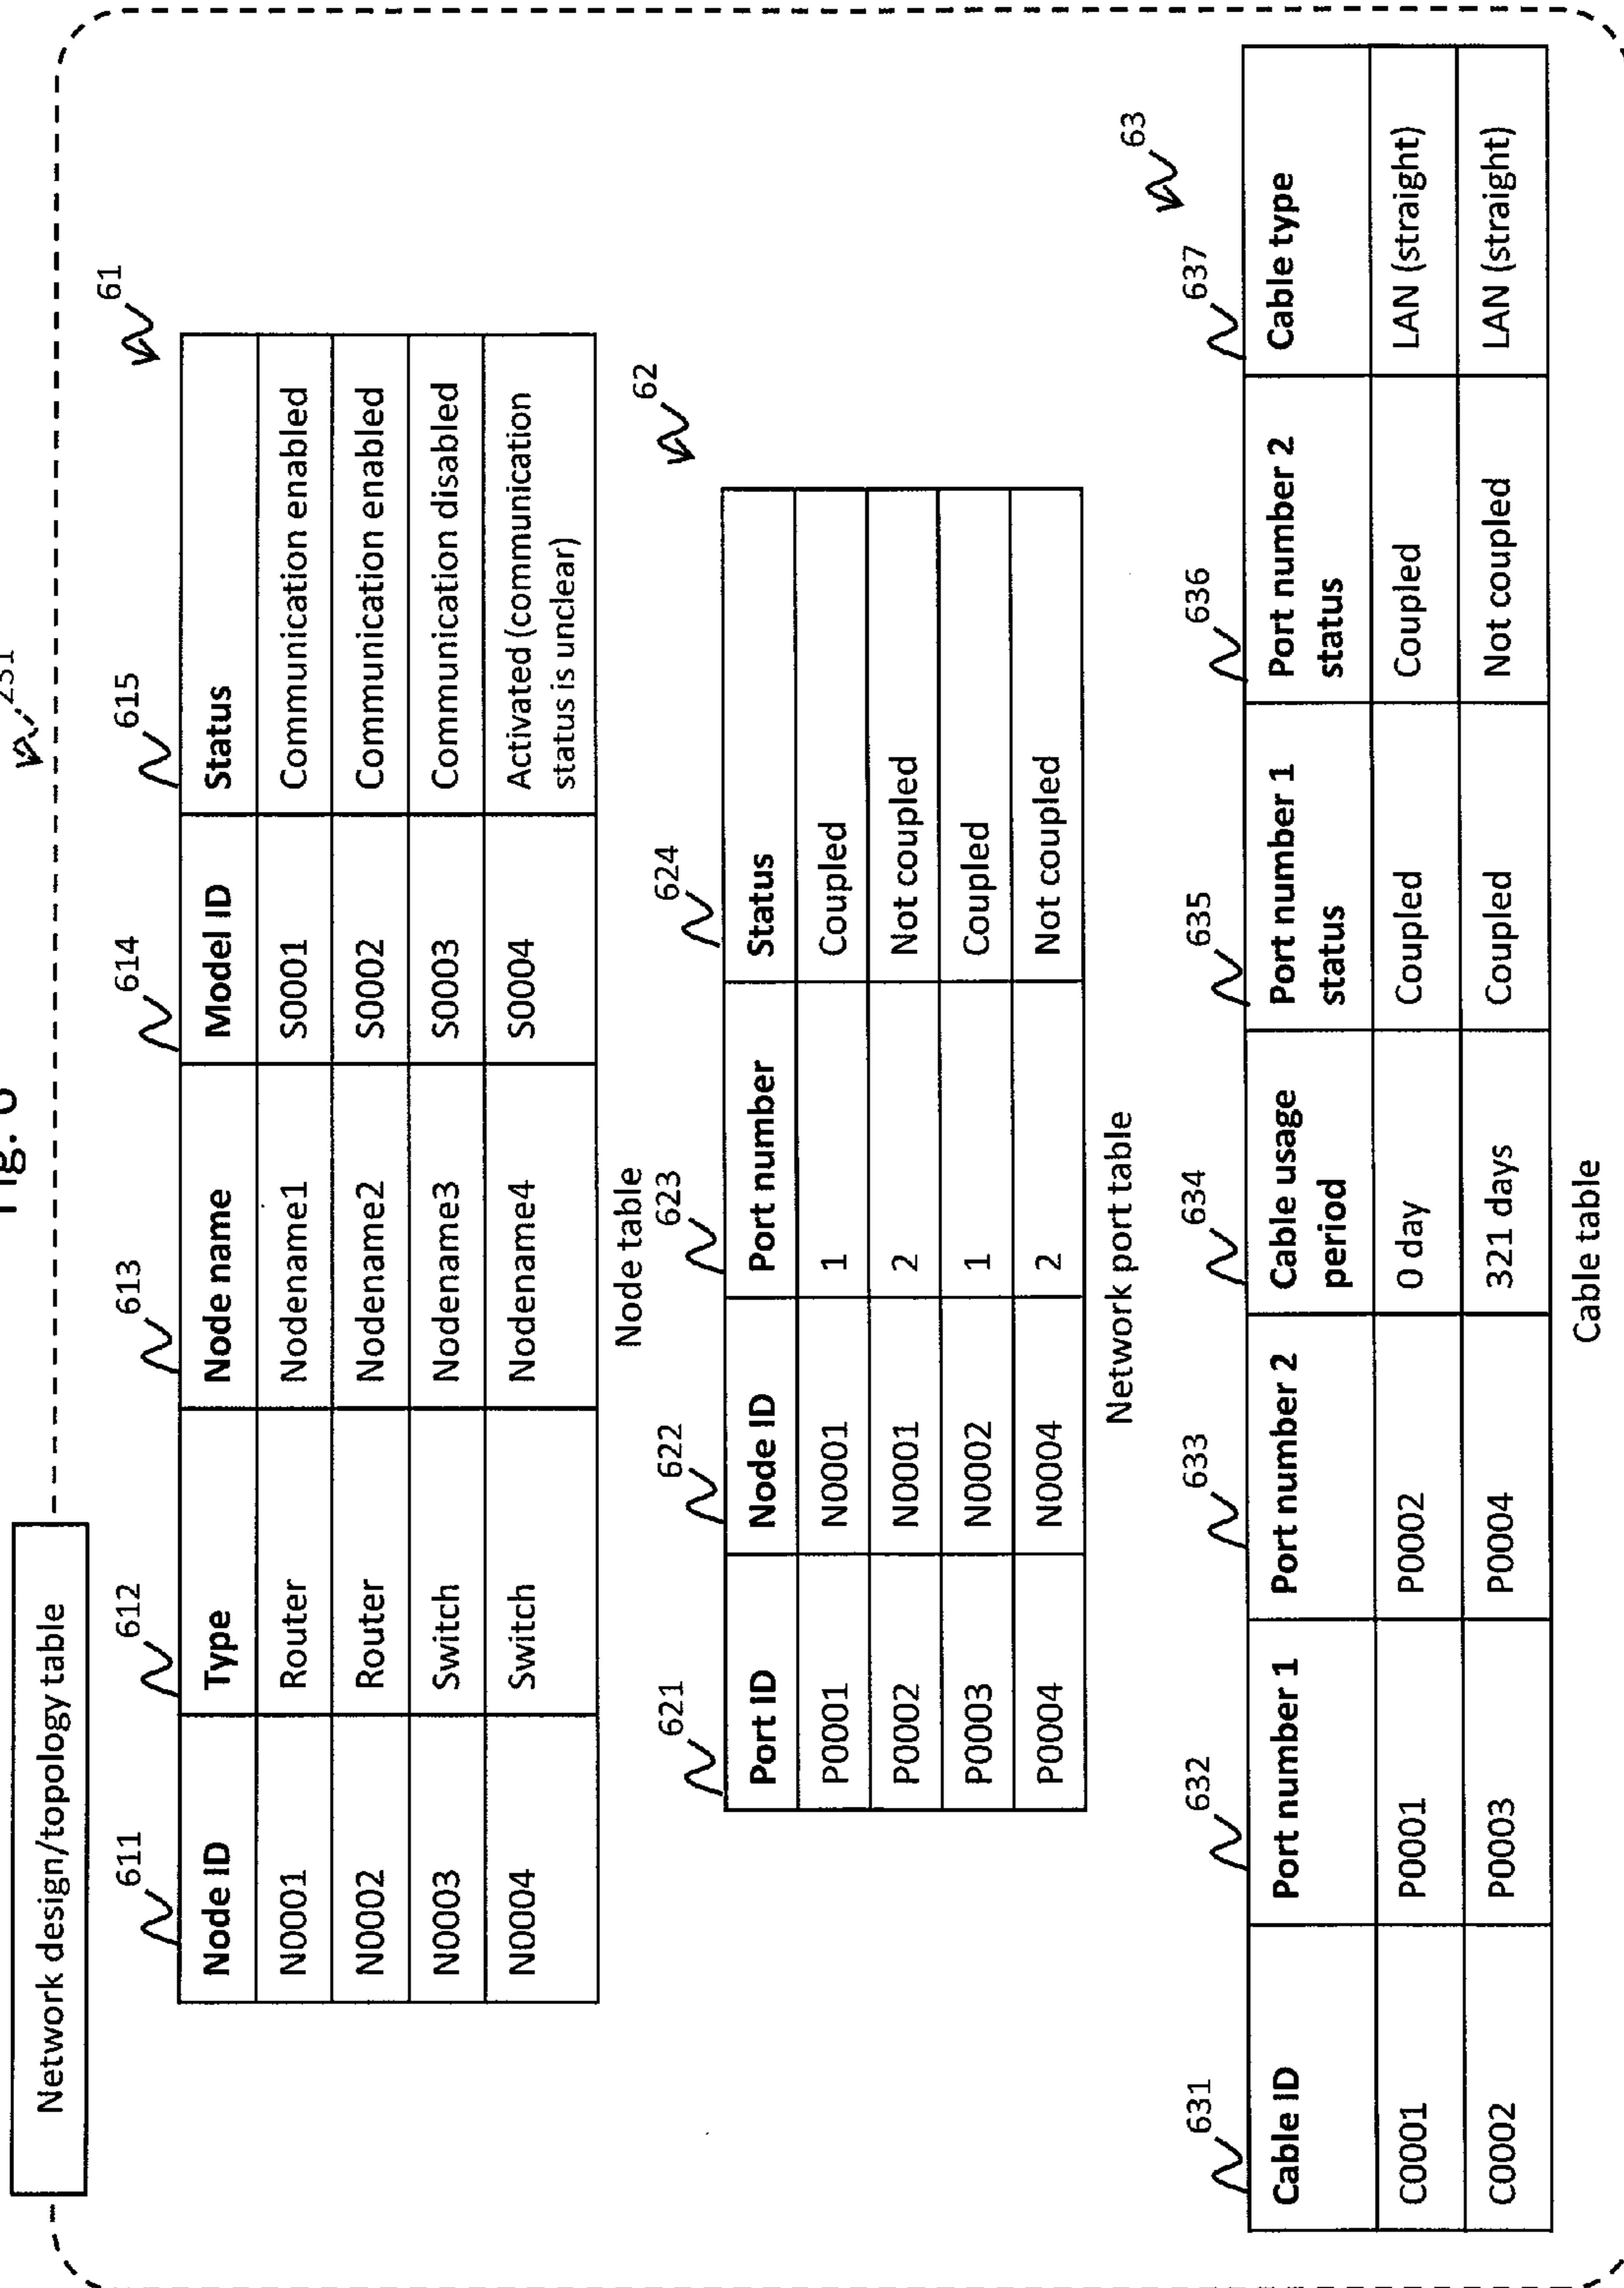 Fig. 6
231
Network design/topology table
61
611 612 613 614 615
Node ID Type Node name Model ID Status
N0001 Router Nodename1 S0001 Communication enabled
N0002 Router Nodename2 S0002 Communication enabled
N0003 Switch Nodename3 S0003 Communication disabled
N0004 Switch Nodename4 S0004 Activated (communication
status is unclear)
Node table
62
621 622 623 624
Port ID Node ID Port number Status
P0001 N0001 1 Coupled
P0002 N0001 2 Not coupled
P0003 N0002 1 Coupled
P0004 N0004 2 Not coupled
Network port table
63
631 632 633 634 635 636 637
Cable ID Port number 1 Port number 2 Cable usage Port number 1 Port number 2 Cable type
period status status
C0001 P0001 P0002 0 day Coupled Coupled LAN (straight)
C0002 P0003 P0004 321 days Coupled Not coupled LAN (straight)
Cable table